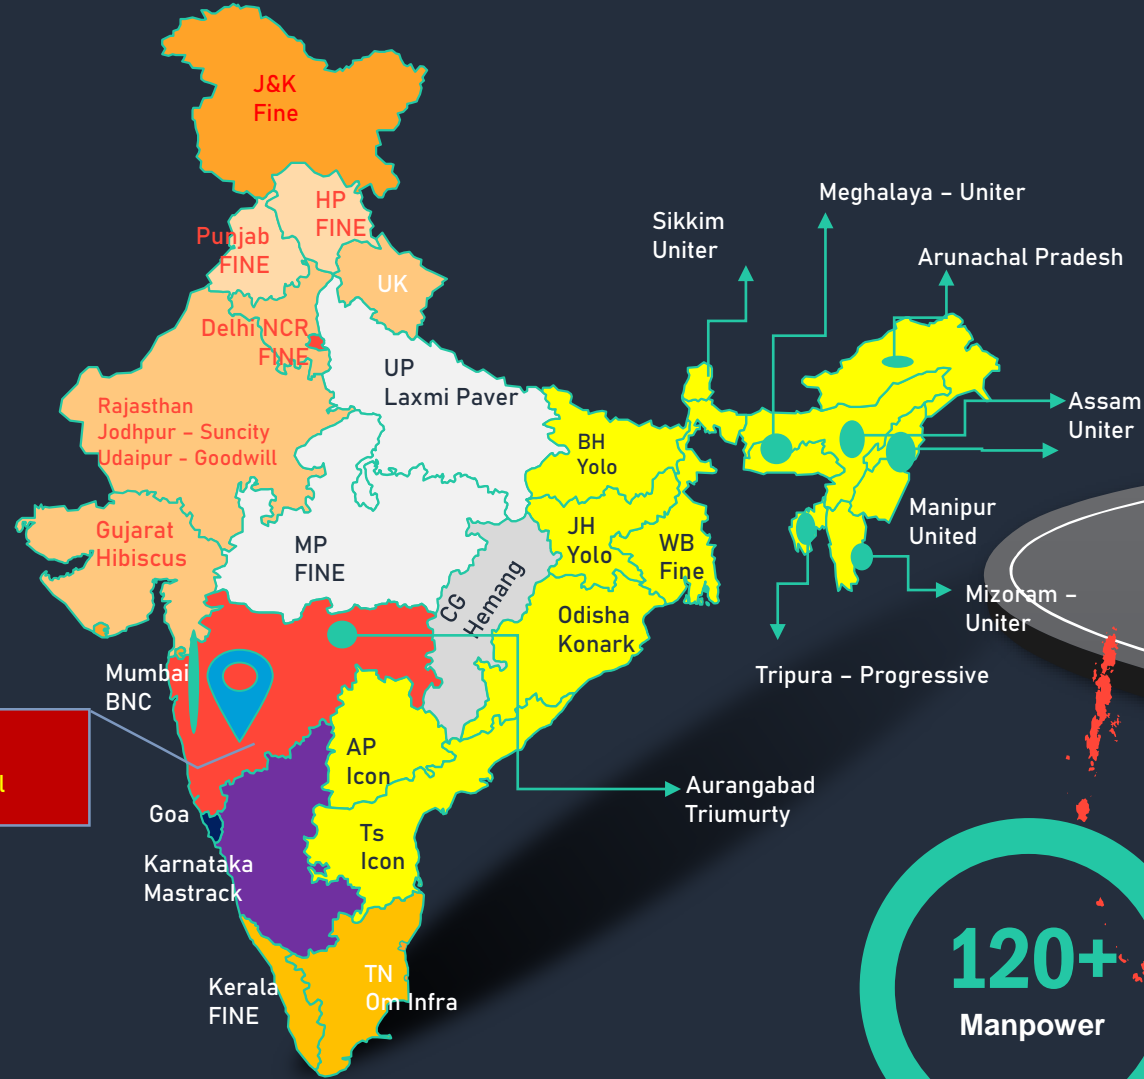 J&K
Fine
HP
FINE
Punjab
FINE
UK
Delhi NCR
FINE
UP
Laxmi Paver
Rajasthan
Jodhpur – Suncity
Udaipur - Goodwill
Gujarat
Hibiscus
MP
FINE
BH
Yolo
JH
Yolo
WB
Fine
CG
Hemang
Odisha
Konark
Sikkim
Uniter
Meghalaya – Uniter
Arunachal Pradesh
Assam
Uniter
Manipur
United
Mizoram –
Uniter
Tripura – Progressive
Mumbai
BNC
AP
Icon
Aurangabad
Triumurty
Goa
Ts
Icon
Karnataka
Mastrack
Kerala
FINE
TN
Om Infra
120+
Manpower